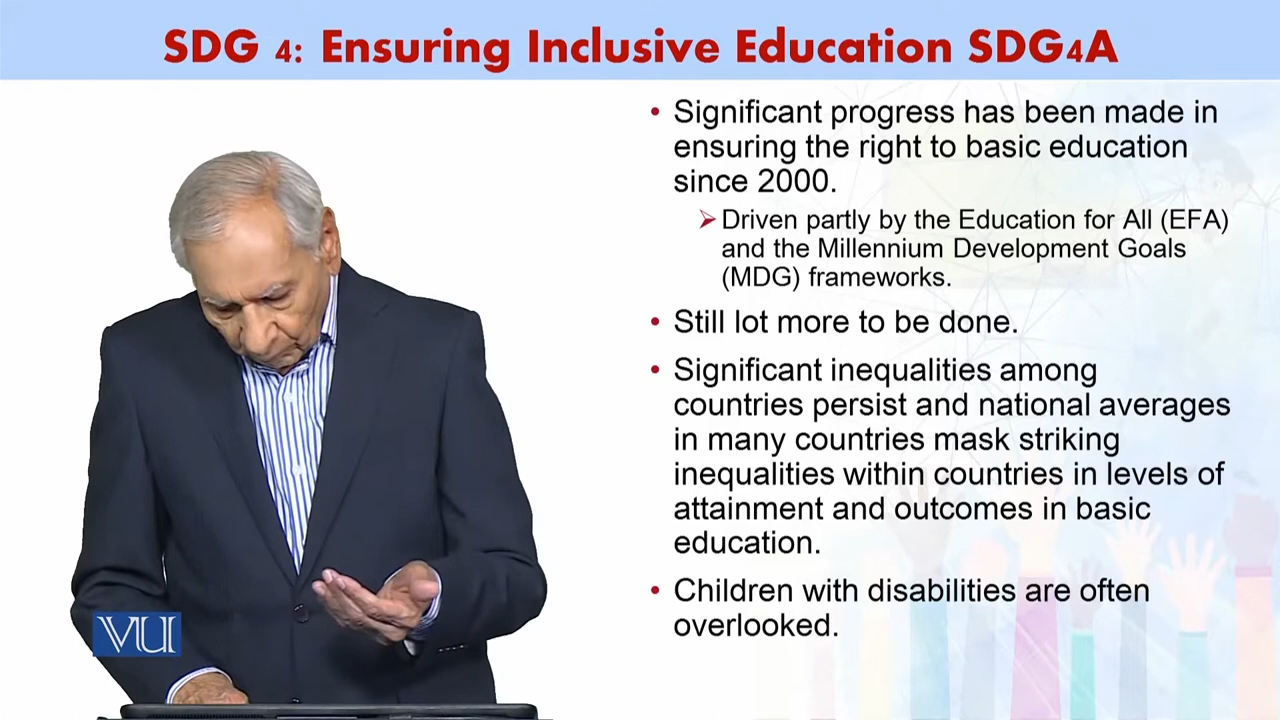 SDG 4: Ensuring Inclusive Education SDG4A
• Significant progress has been made in
ensuring the right to basic education
since 2000.
➢ Driven partly by the Education for All (EFA)
and the Millennium Development Goals
(MDG) frameworks.
• Still lot more to be done.
• Significant inequalities among
countries persist and national averages
in many countries mask striking
inequalities within countries in levels of
attainment and outcomes in basic
education.
• Children with disabilities are often
overlooked.
VU